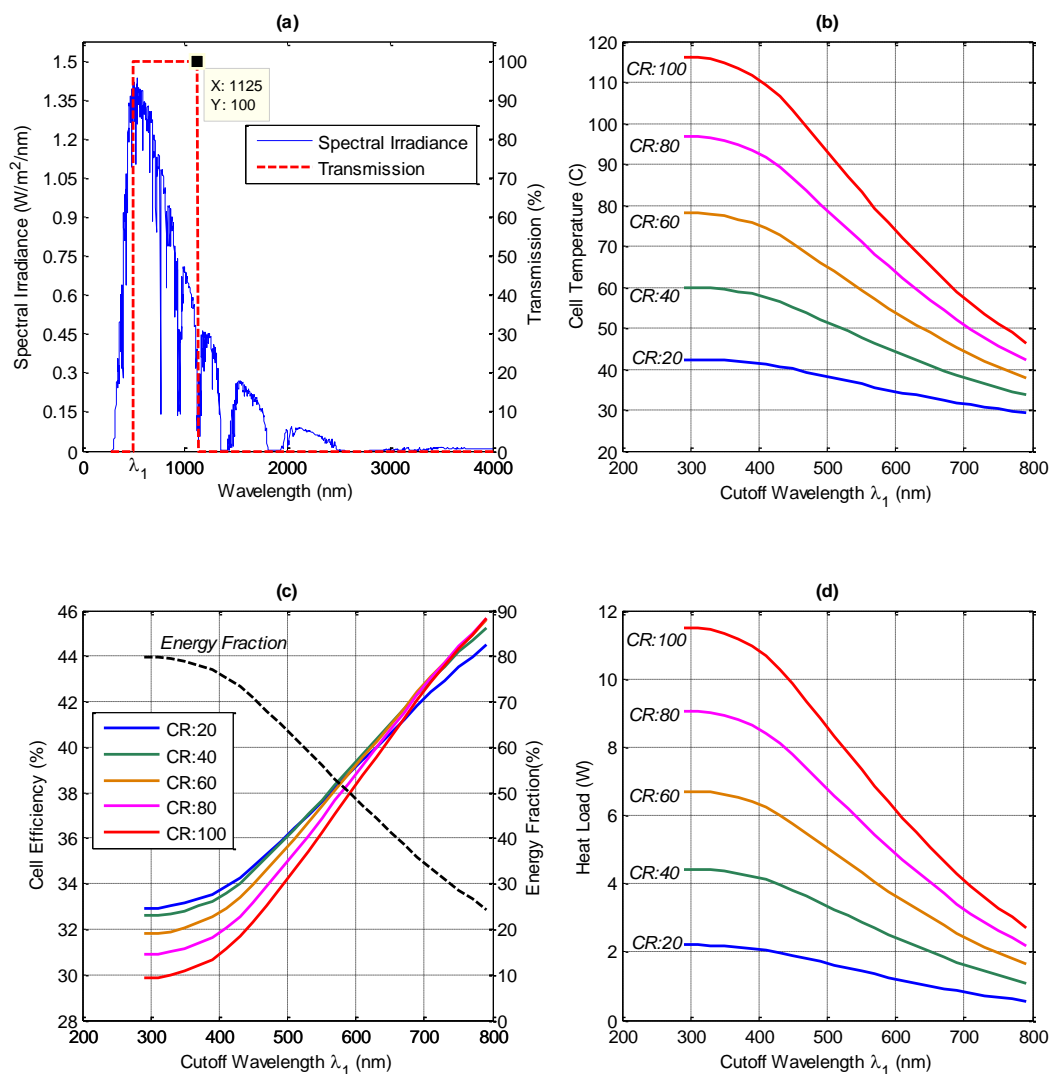 (a)
1.5
1.35
1.2
1.05
0.9
0.75
0.6
0.45
0.3
0.15
0
Spectral Irradiance (W/m²/nm)
100
90
80
70
60
50
40
30
20
10
0
Transmission (%)
X: 1125
Y: 100
Spectral Irradiance
Transmission
0 λ₁ 1000 2000 3000 4000
Wavelength (nm)
(b)
120
110
100
90
80
70
60
50
40
30
20
Cell Temperature (C)
CR:100
CR:80
CR:60
CR:40
CR:20
200 300 400 500 600 700 800
Cutoff Wavelength λ₁ (nm)
(c)
46
44
42
40
38
36
34
32
30
28
Cell Efficiency (%)
90
80
70
60
50
40
30
20
10
0
Energy Fraction(%)
Energy Fraction
CR:20
CR:40
CR:60
CR:80
CR:100
200 300 400 500 600 700 800
Cutoff Wavelength λ₁ (nm)
(d)
12
10
8
6
4
2
0
Heat Load (W)
CR:100
CR:80
CR:60
CR:40
CR:20
200 300 400 500 600 700 800
Cutoff Wavelength λ₁ (nm)